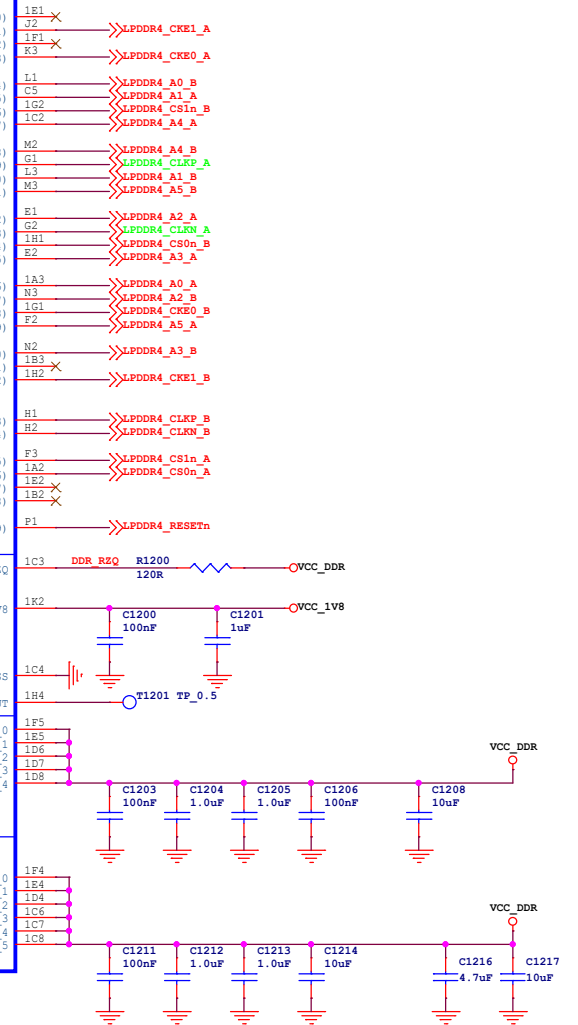 1E1
J2 LPDDR4_CKE1_A
1F1
K3 LPDDR4_CKE0_A
L1 LPDDR4_A0_B
C5 LPDDR4_A1_A
1G2 LPDDR4_CS1n_B
1C2 LPDDR4_A4_A
M2 LPDDR4_A4_B
G1 LPDDR4_CLKP_A
L3 LPDDR4_A1_B
M3 LPDDR4_A5_B
E1 LPDDR4_A2_A
G2 LPDDR4_CLKN_A
1H1 LPDDR4_CS0n_B
E2 LPDDR4_A3_A
1A3 LPDDR4_A0_A
N3 LPDDR4_A2_B
1G1 LPDDR4_CKE0_B
F2 LPDDR4_A5_A
N2 LPDDR4_A3_B
1B3
1H2 LPDDR4_CKE1_B
H1 LPDDR4_CLKP_B
H2 LPDDR4_CLKN_B
F3 LPDDR4_CS1n_A
1A2 LPDDR4_CS0n_A
1E2
1B2
P1 LPDDR4_RESETn
1C3 DDR_RZQ R1200 VCC_DDR
120R
1K2 VCC_1V8
C1200 C1201
100nF 1uF
1C4
1H4 T1201 TP_0.5
1F5
1E5
1D6
1D7
1D8
VCC_DDR
C1203 C1204 C1205 C1206 C1208
100nF 1.0uF 1.0uF 100nF 10uF
1F4
1E4
1D4
1C6
1C7
1C8
VCC_DDR
C1211 C1212 C1213 C1214 C1216 C1217
100nF 1.0uF 1.0uF 10uF 4.7uF 10uF